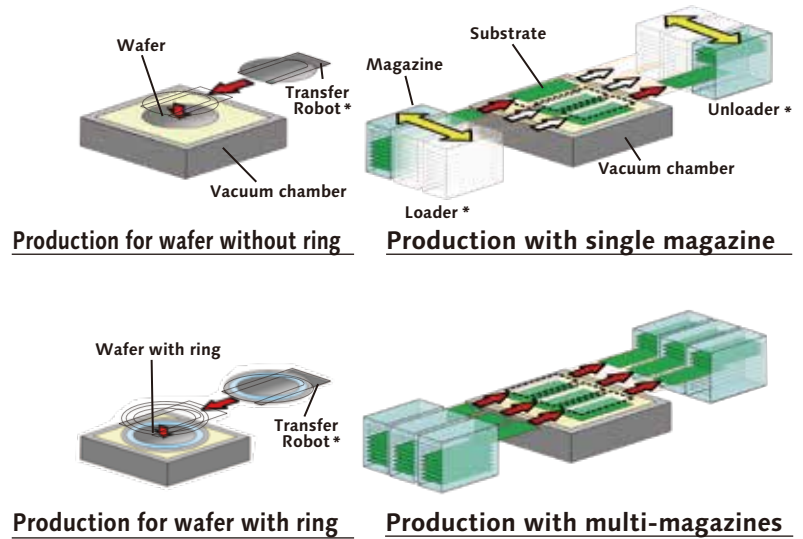 Wafer
Transfer
Robot *
Vacuum chamber
Production for wafer without ring
Substrate
Magazine
Unloader *
Vacuum chamber
Loader *
Production with single magazine
Wafer with ring
Transfer
Robot *
Production for wafer with ring
Production with multi-magazines